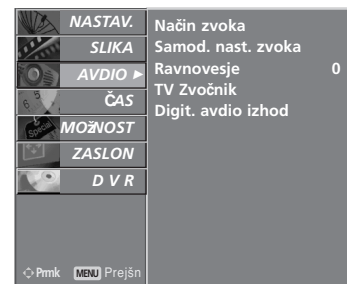 NASTAV.
SLIKA
AVDIO ►
ČAS
MOŽNOST
ZASLON
D V R
Način zvoka
Samod. nast. zvoka
Ravnovesje 0
TV Zvočnik
Digit. avdio izhod
Prmk MENU Prejšn